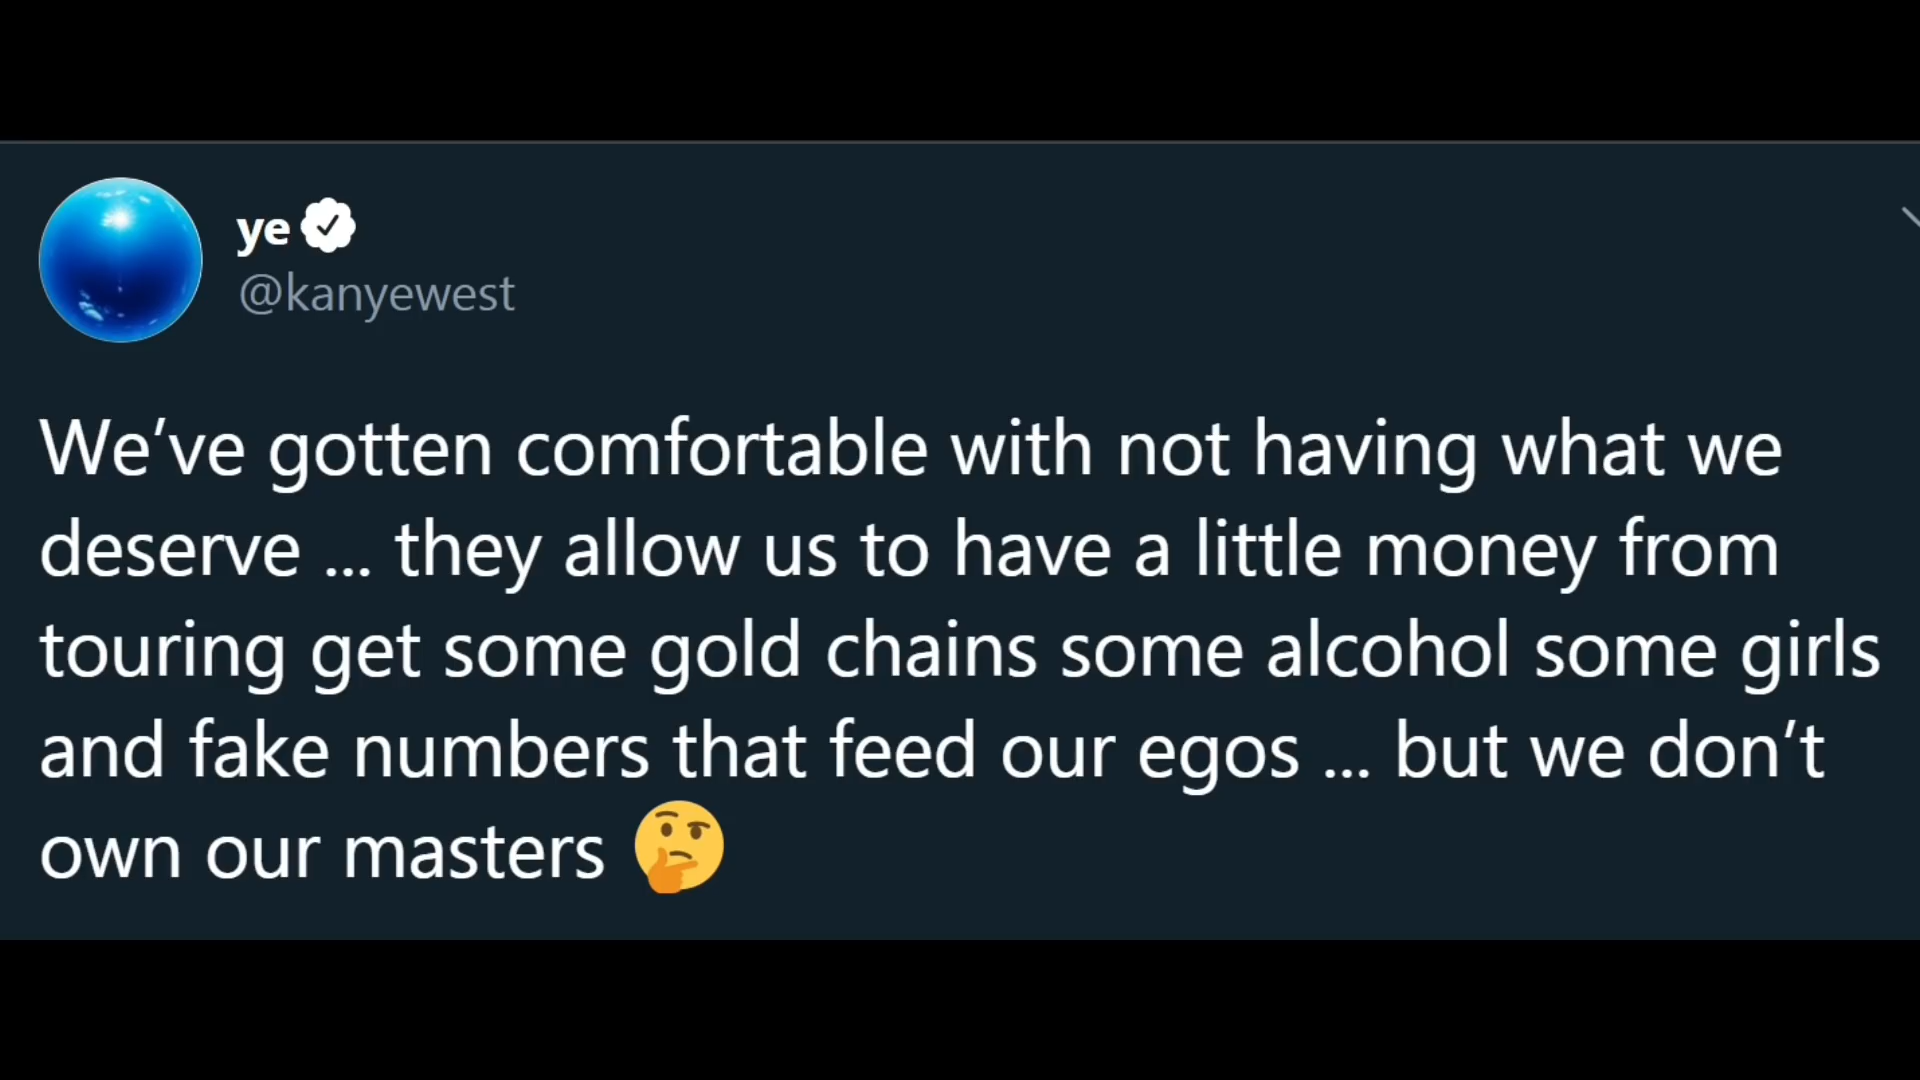 ye
@kanyewest
We’ve gotten comfortable with not having what we
deserve ... they allow us to have a little money from
touring get some gold chains some alcohol some girls
and fake numbers that feed our egos ... but we don’t
own our masters 🤔